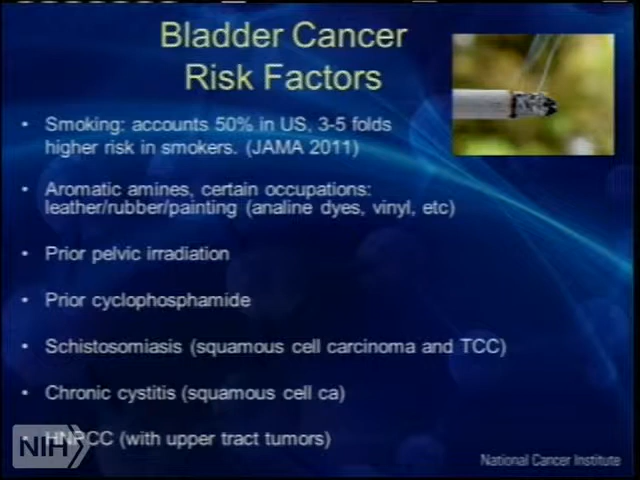 Bladder Cancer
Risk Factors
• Smoking: accounts 50% in US, 3-5 folds
higher risk in smokers. (JAMA 2011)
• Aromatic amines, certain occupations:
leather/rubber/painting (analine dyes, vinyl, etc)
• Prior pelvic irradiation
• Prior cyclophosphamide
• Schistosomiasis (squamous cell carcinoma and TCC)
• Chronic cystitis (squamous cell ca)
• HNPCC (with upper tract tumors)
NIH
National Cancer Institute